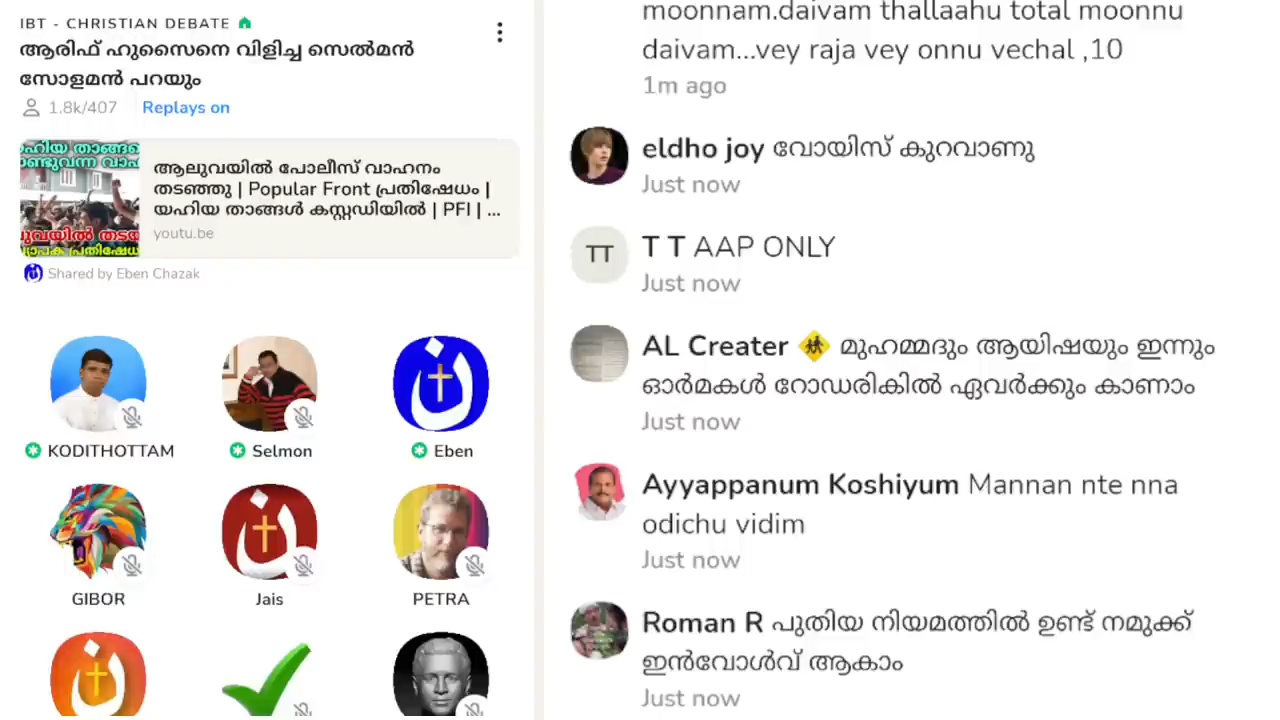 IBT - CHRISTIAN DEBATE
ആരിഫ് ഹുസൈനെ വിളിച്ച സെൽമൻ
സോളമൻ പറയും
1.8k/407 Replays on
ആലുവയിൽ പോലീസ് വാഹനം
തടഞ്ഞു | Popular Front പ്രതിഷേധം |
യഹിയ താങ്ങൾ കസ്റ്റഡിയിൽ | PFI | ...
youtu.be
Shared by Eben Chazak
KODITHOTTAM
Selmon
Eben
GIBOR
Jais
PETRA
moonnam.daivam thallaahu total moonnu
daivam...vey raja vey onnu vechal ,10
1m ago
eldho joy വോയിസ് കുറവാണു
Just now
TT
T T AAP ONLY
Just now
AL Creater മുഹമ്മദും ആയിഷയും ഇന്നും
ഓർമകൾ റോഡരികിൽ ഏവർക്കും കാണാം
Just now
Ayyappanum Koshiyum Mannan nte nna
odichu vidim
Just now
Roman R പുതിയ നിയമത്തിൽ ഉണ്ട് നമുക്ക്
ഇൻവോൾവ് ആകാം
Just now